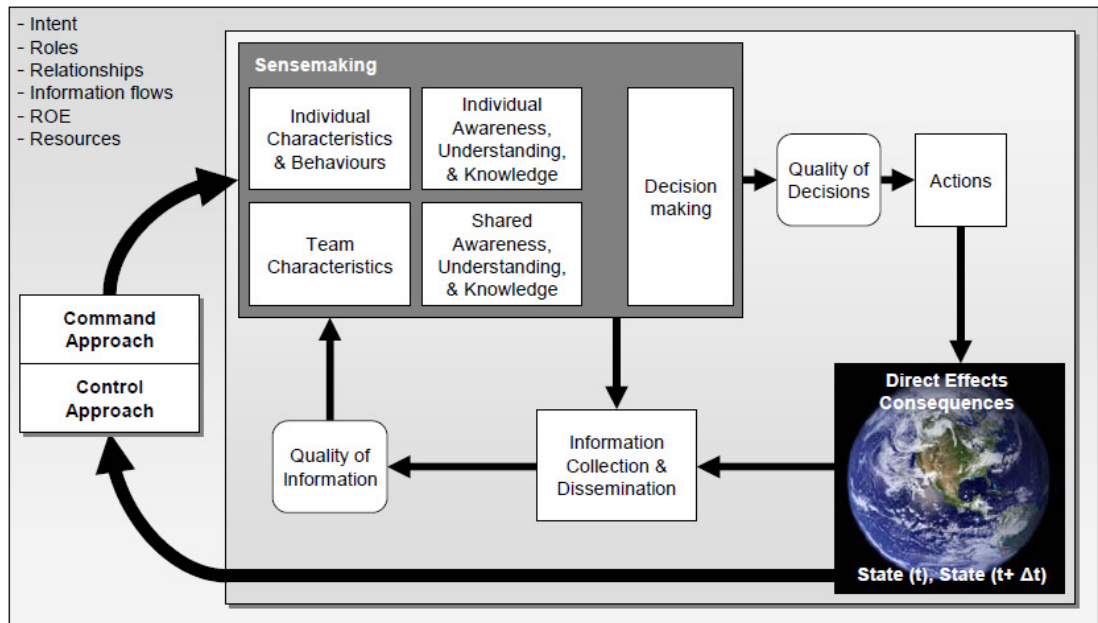 - Intent
- Roles
- Relationships
- Information flows
- ROE
- Resources
Sensemaking
Individual
Characteristics
& Behaviours
Individual
Awareness,
Understanding,
& Knowledge
Team
Characteristics
Shared
Awareness,
Understanding,
& Knowledge
Decision
making
Quality of
Decisions
Actions
Command
Approach
Control
Approach
Quality of
Information
Information
Collection &
Dissemination
Direct Effects
Consequences
State (t), State (t+ Δt)